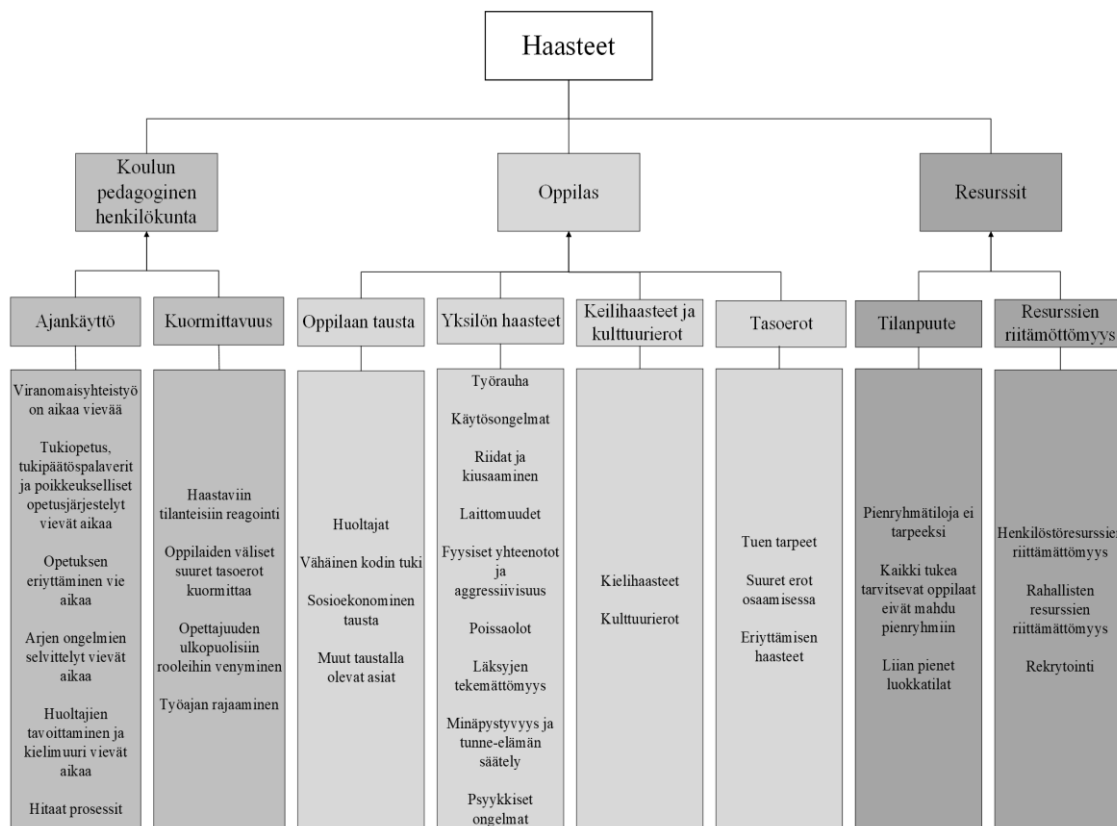 Haasteet
Koulun
pedagoginen
henkilökunta
Oppilas
Resurssit
Ajankäyttö
Kuormittavuus
Oppilaan tausta
Yksilön haasteet
Keilihaasteet ja
kulttuurierot
Tasoerot
Tilanpuute
Resurssien
riitämöttömyys
Viranomaisyhteistyö
on aikaa vievää
Tukiopetus,
tukipäätöspalaverit
ja poikkeukselliset
opetusjärjestelyt
vievät aikaa
Opetuksen
eriyttäminen vie
aikaa
Arjen ongelmien
selvittelyt vievät
aikaa
Huoltajien
tavoittaminen ja
kielimuuri vievät
aikaa
Hitaat prosessit
Haastaviin
tilanteisiin reagointi
Oppilaiden väliset
suuret tasoerot
kuormittaa
Opettajuuden
ulkopuolisiin
rooleihin venyminen
Työajan rajaaminen
Huoltajat
Vähäinen kodin tuki
Sosioekonominen
tausta
Muut taustalla
olevat asiat
Työrauha
Käytösongelmat
Riidat ja
kiusaaminen
Laittomuudet
Fyysiset yhteenotot
ja
aggressiivisuus
Poissaolot
Läksyjen
tekemättömyys
Minäpystyvyys ja
tunne-elämän
säätely
Psyykkiset
ongelmat
Kielihaasteet
Kulttuurierot
Tuen tarpeet
Suuret erot
osaamisessa
Eriyttämisen
haasteet
Pienryhmätiloja ei
tarpeeksi
Kaikki tukea
tarvitsevat oppilaat
eivät mahdu
pienryhmiin
Liian pienet
luokkatilat
Henkilöstöresurssien
riittämättömyys
Rahallisten
resurssien
riittämättömyys
Rekrytointi